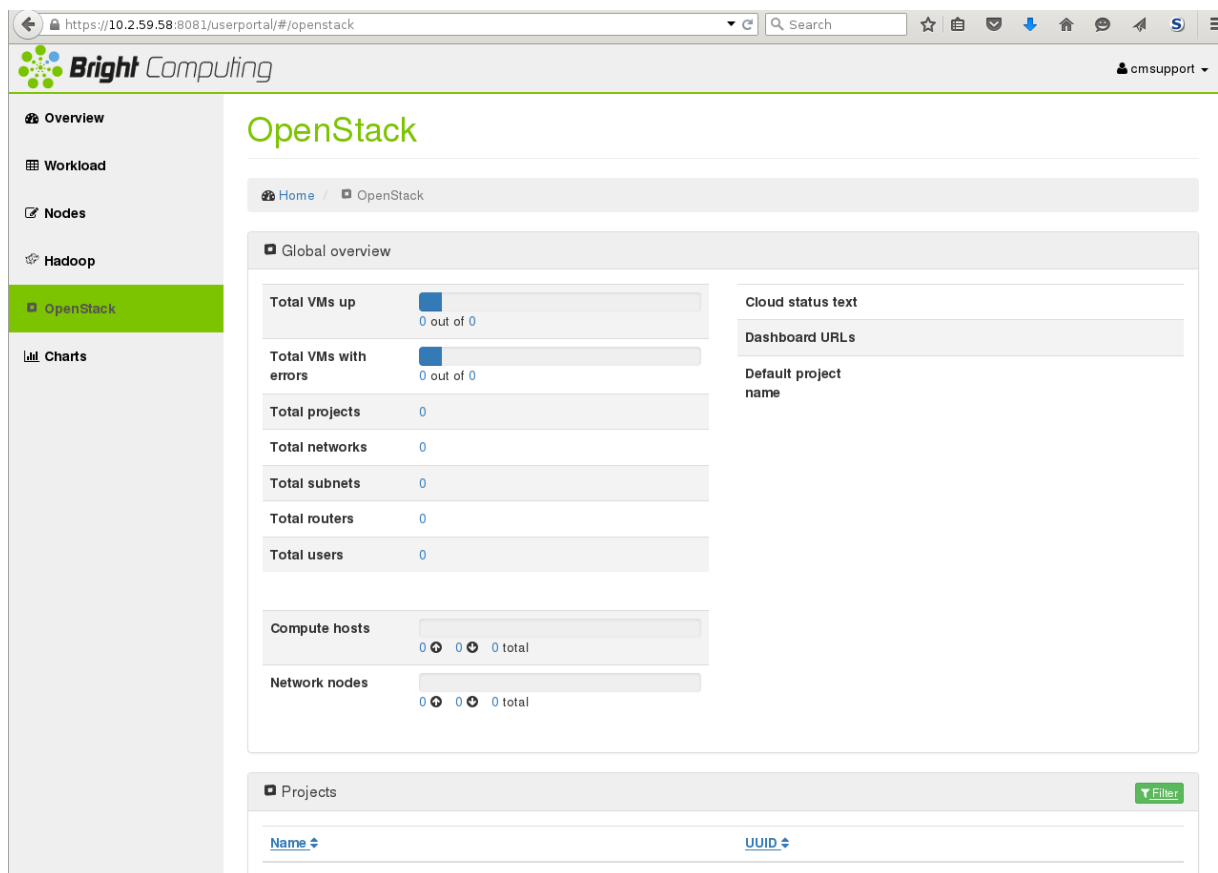 https://10.2.59.58:8081/userportal/#/openstack
Search
Bright Computing
cmsupport
Overview
Workload
Nodes
Hadoop
OpenStack
Charts
OpenStack
Home / OpenStack
Global overview
Total VMs up
0 out of 0
Total VMs with
errors
0 out of 0
Total projects 0
Total networks 0
Total subnets 0
Total routers 0
Total users 0
Compute hosts
0 0 0 total
Network nodes
0 0 0 total
Cloud status text
Dashboard URLs
Default project
name
Projects
Filter
Name UUID